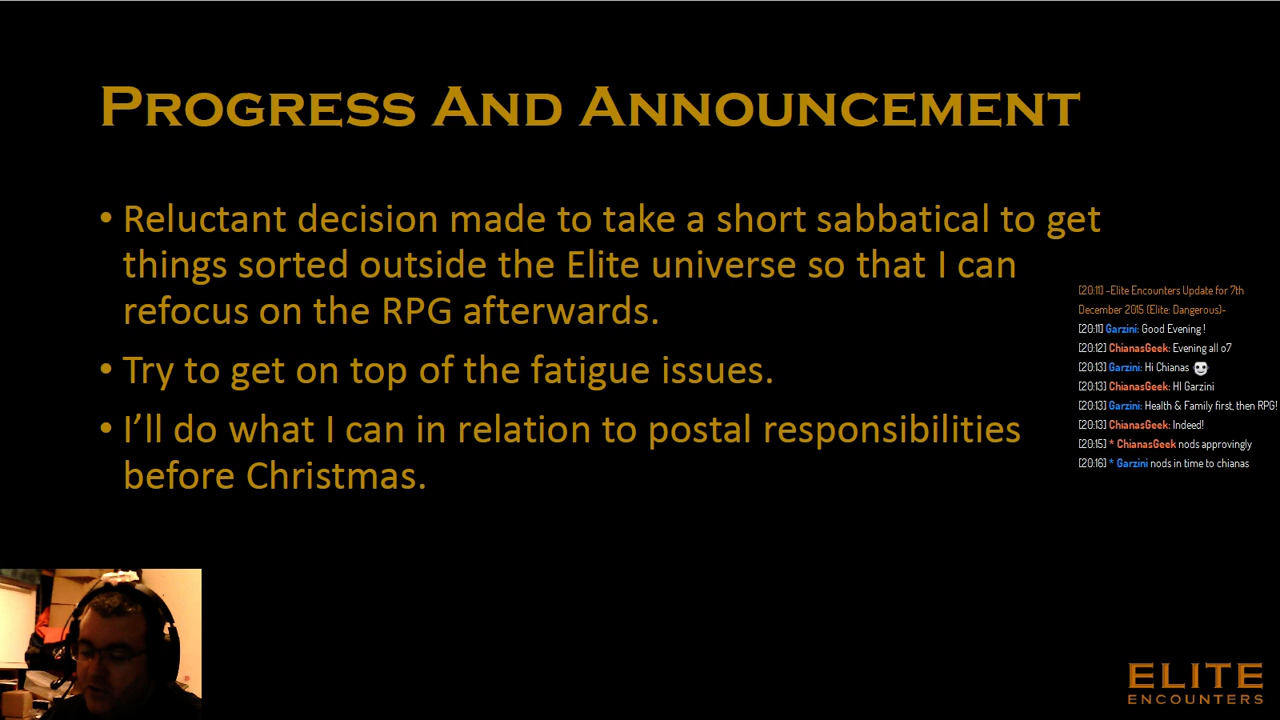 PROGRESS AND ANNOUNCEMENT
• Reluctant decision made to take a short sabbatical to get
things sorted outside the Elite universe so that I can
refocus on the RPG afterwards.
• Try to get on top of the fatigue issues.
• I’ll do what I can in relation to postal responsibilities
before Christmas.
[20:11] -Elite Encounters Update for 7th
December 2015 (Elite: Dangerous)-
[20:11] Garzini: Good Evening !
[20:12] ChianasGeek: Evening all o7
[20:13] Garzini: Hi Chianas
[20:13] ChianasGeek: HI Garzini
[20:13] Garzini: Health & Family first, then RPG!
[20:13] ChianasGeek: Indeed!
[20:15] * ChianasGeek nods approvingly
[20:16] * Garzini nods in time to chianas
ELITE
ENCOUNTERS